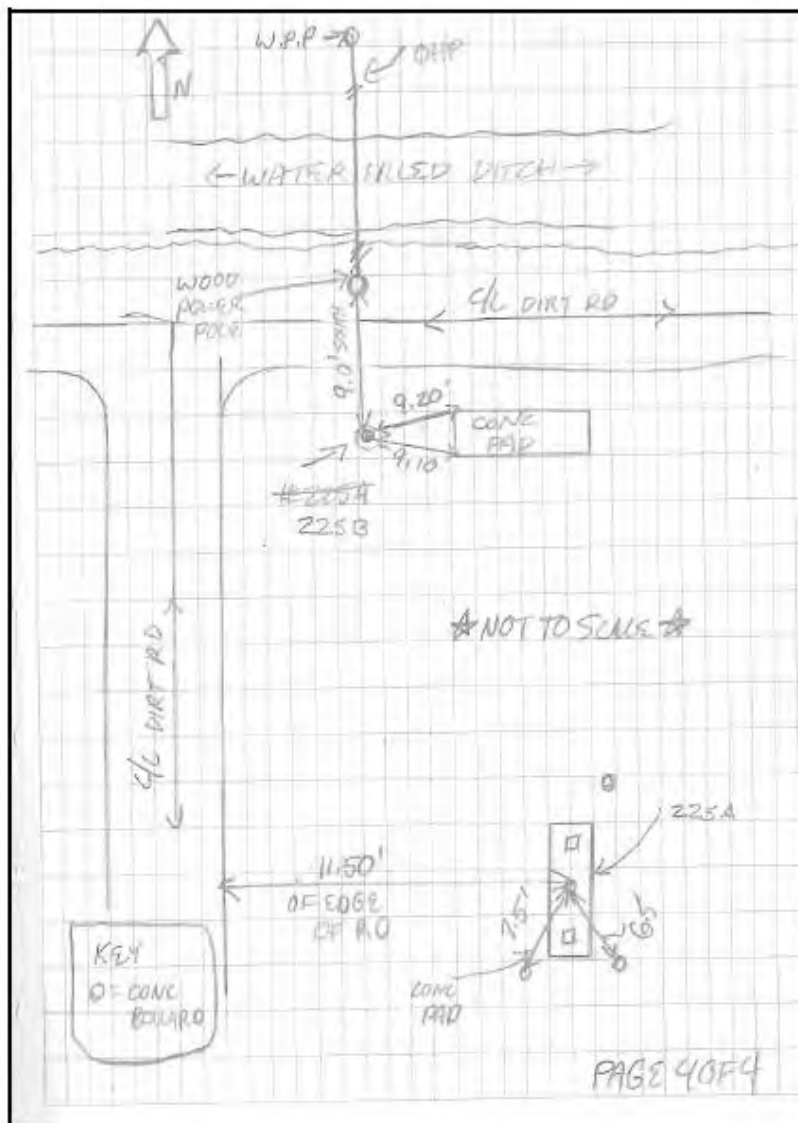 W.P.P
OHP
N
WATER FILLED DITCH
WOOD
POWER
POLE
C/L DIRT RD
9.0' SOUTH
9.20'
CONC
PAD
9.10
#225A
225B
NOT TO SCALE
C/L DIRT RD
225A
11.50'
OF EDGE
OF RD
7.5'
6.5'
KEY
O = CONC
BOLLARD
CONC
PAD
PAGE 4 OF 4